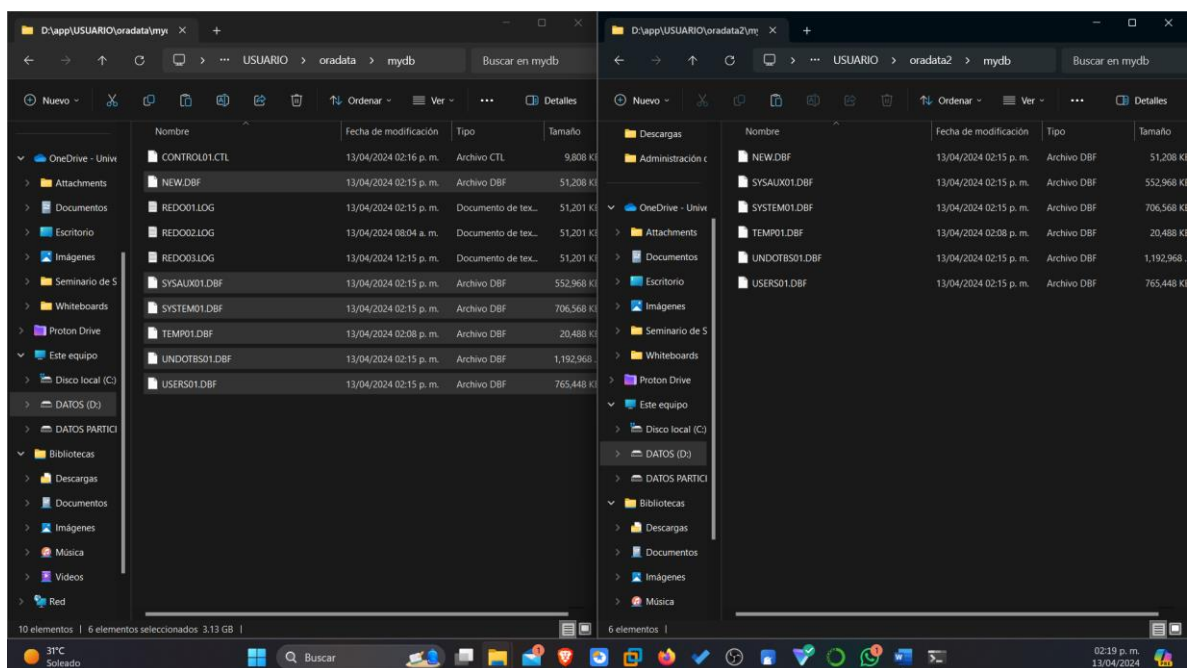 D:\app\USUARIO\oradata\my
USUARIO > oradata > mydb
Buscar en mydb
Nuevo
Ordenar
Ver
Detalles
Nombre
Fecha de modificación
Tipo
Tamaño
OneDrive - Unive
Attachments
Documentos
Escritorio
Imágenes
Seminario de S
Whiteboards
Proton Drive
Este equipo
Disco local (C:)
DATOS (D:)
DATOS PARTICI
Bibliotecas
Descargas
Documentos
Imágenes
Música
Videos
Red
CONTROL01.CTL 13/04/2024 02:16 p. m. Archivo CTL 9,808 KB
NEW.DBF 13/04/2024 02:15 p. m. Archivo DBF 51,208 KB
REDO01.LOG 13/04/2024 02:15 p. m. Documento de tex... 51,201 KB
REDO02.LOG 13/04/2024 08:04 a. m. Documento de tex... 51,201 KB
REDO03.LOG 13/04/2024 12:15 p. m. Documento de tex... 51,201 KB
SYSAUX01.DBF 13/04/2024 02:15 p. m. Archivo DBF 552,968 KB
SYSTEM01.DBF 13/04/2024 02:15 p. m. Archivo DBF 706,568 KB
TEMP01.DBF 13/04/2024 02:08 p. m. Archivo DBF 20,488 KB
UNDOTBS01.DBF 13/04/2024 02:15 p. m. Archivo DBF 1,192,968 ..
USERS01.DBF 13/04/2024 02:15 p. m. Archivo DBF 765,448 KB
10 elementos | 6 elementos seleccionados 3.13 GB |
D:\app\USUARIO\oradata2\my
USUARIO > oradata2 > mydb
Buscar en mydb
Nuevo
Ordenar
Ver
Detalles
Nombre
Fecha de modificación
Tipo
Tamaño
Descargas
Administración c
OneDrive - Unive
Attachments
Documentos
Escritorio
Imágenes
Seminario de S
Whiteboards
Proton Drive
Este equipo
Disco local (C:)
DATOS (D:)
DATOS PARTICI
Bibliotecas
Descargas
Documentos
Imágenes
Música
NEW.DBF 13/04/2024 02:15 p. m. Archivo DBF 51,208 KB
SYSAUX01.DBF 13/04/2024 02:15 p. m. Archivo DBF 552,968 KB
SYSTEM01.DBF 13/04/2024 02:15 p. m. Archivo DBF 706,568 KB
TEMP01.DBF 13/04/2024 02:08 p. m. Archivo DBF 20,488 KB
UNDOTBS01.DBF 13/04/2024 02:15 p. m. Archivo DBF 1,192,968 ..
USERS01.DBF 13/04/2024 02:15 p. m. Archivo DBF 765,448 KB
6 elementos |
31°C
Soleado
Buscar
02:19 p. m.
13/04/2024